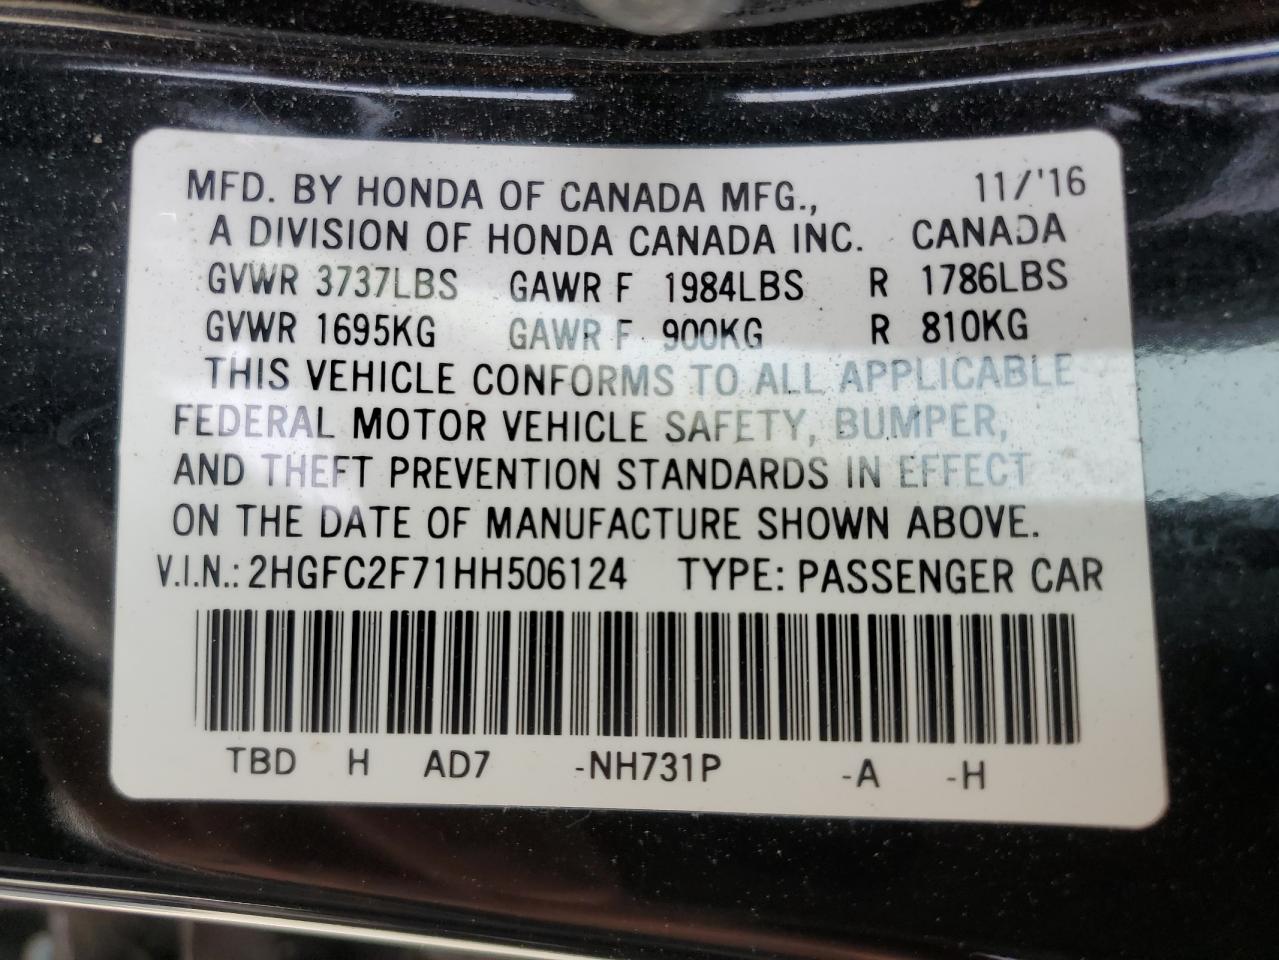 MFD. BY HONDA OF CANADA MFG., 11/'16
A DIVISION OF HONDA CANADA INC. CANADA
GVWR 3737LBS GAWR F 1984LBS R 1786LBS
GVWR 1695KG GAWR F 900KG R 810KG
THIS VEHICLE CONFORMS TO ALL APPLICABLE
FEDERAL MOTOR VEHICLE SAFETY, BUMPER,
AND THEFT PREVENTION STANDARDS IN EFFECT
ON THE DATE OF MANUFACTURE SHOWN ABOVE.
V.I.N.: 2HGFC2F71HH506124 TYPE: PASSENGER CAR
TBD H AD7 -NH731P -A -H